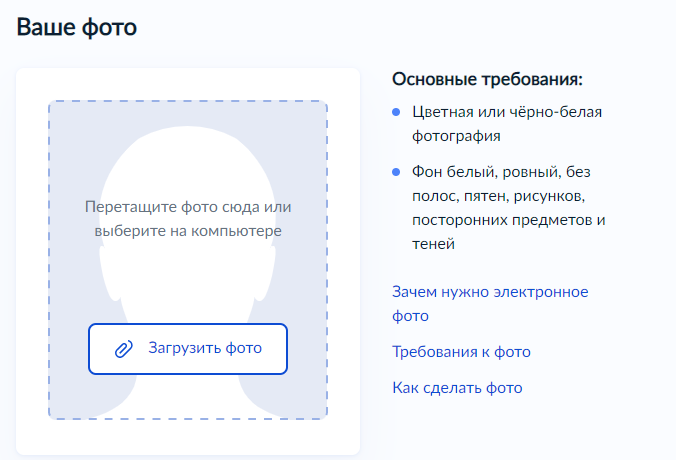 Ваше фото
Перетащите фото сюда или
выберите на компьютере
Загрузить фото
Основные требования:
Цветная или чёрно-белая
фотография
Фон белый, ровный, без
полос, пятен, рисунков,
посторонних предметов и
теней
Зачем нужно электронное
фото
Требования к фото
Как сделать фото